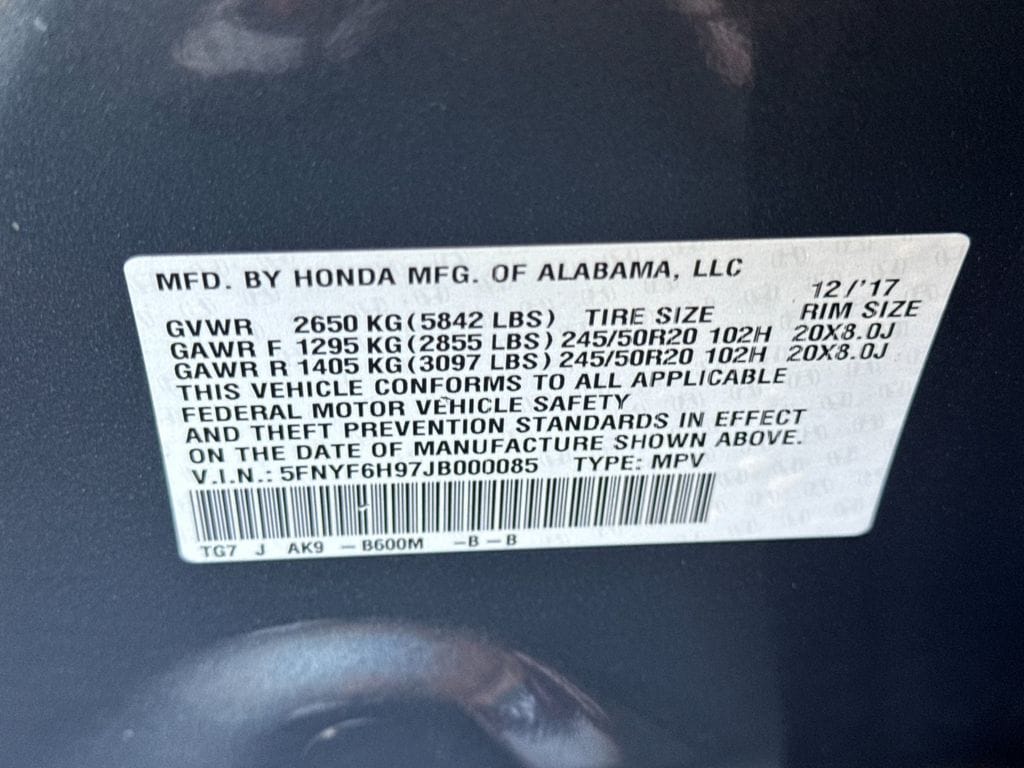 MFD. BY HONDA MFG. OF ALABAMA, LLC
12/'17
GVWR 2650 KG(5842 LBS) TIRE SIZE RIM SIZE
GAWR F 1295 KG(2855 LBS) 245/50R20 102H 20X8.0J
GAWR R 1405 KG(3097 LBS) 245/50R20 102H 20X8.0J
THIS VEHICLE CONFORMS TO ALL APPLICABLE
FEDERAL MOTOR VEHICLE SAFETY
AND THEFT PREVENTION STANDARDS IN EFFECT
ON THE DATE OF MANUFACTURE SHOWN ABOVE.
V.I.N.: 5FNYF6H97JB000085 TYPE: MPV
TG7 J AK9 -B600M -B-B